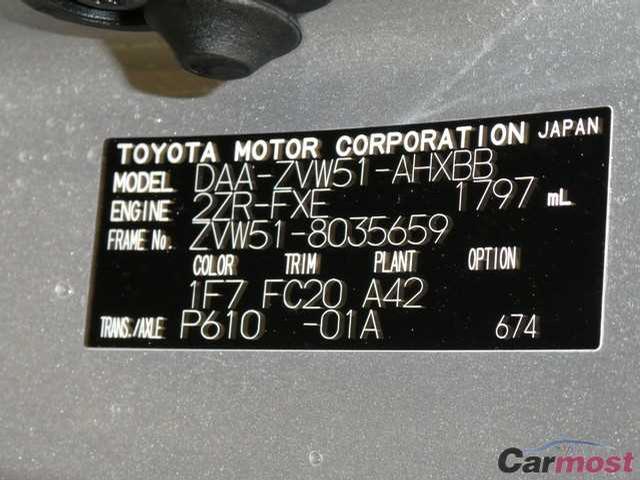 TOYOTA MOTOR CORPORATION JAPAN
MODEL DAA-ZVW51-AHXBB
ENGINE 2ZR-FXE 1797 mL
FRAME No. ZVW51-8035659
COLOR TRIM PLANT OPTION
1F7 FC20 A42
TRANS./AXLE P610 -01A 674
Carmost